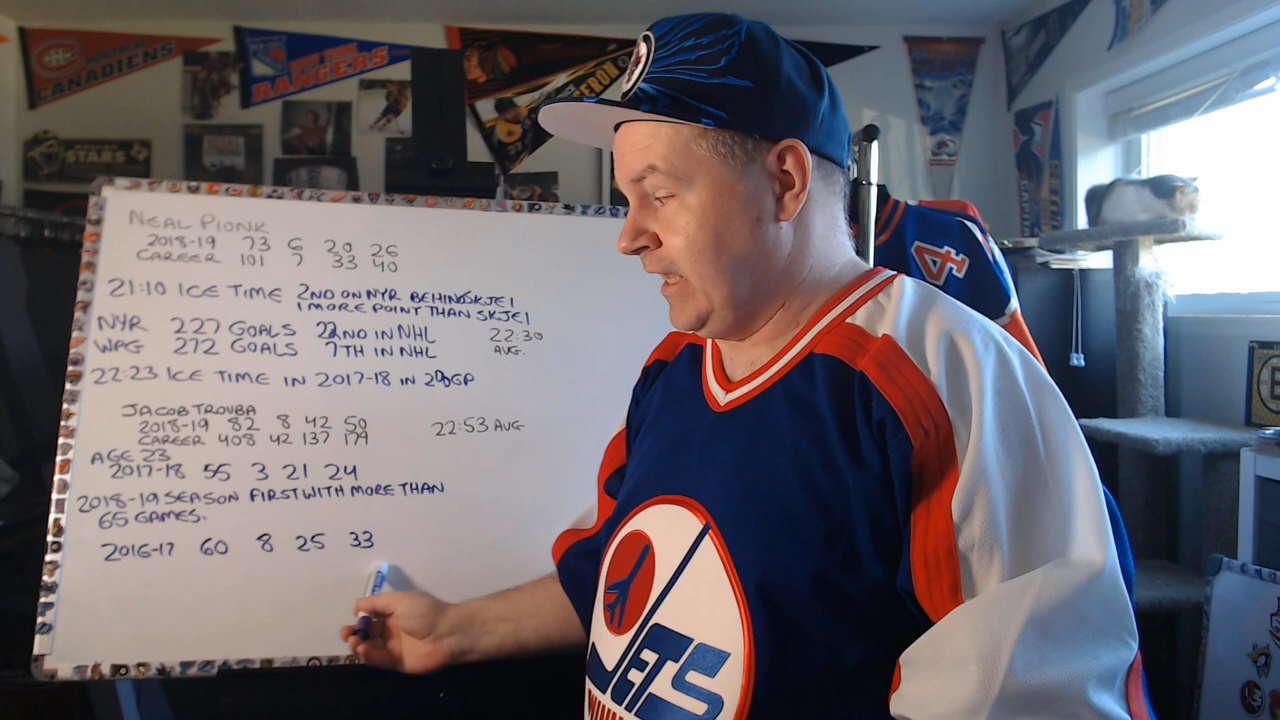 CANADIENS
RANGERS
STARS
NEAL PIONK
2018-19 73 6 20 26
CAREER 101 7 33 40
21:10 ICE TIME 2ND ON NYR BEHIND SKJEI
1 MORE POINT THAN SKJEI
NYR 227 GOALS 22ND IN NHL 22:30
WPG 272 GOALS 7TH IN NHL AVG.
22:23 ICE TIME IN 2017-18 IN 28GP
JACOB TROUBA
2018-19 82 8 42 50 22:53 AVG
CAREER 408 42 137 179
AGE 23
2017-18 55 3 21 24
2018-19 SEASON FIRST WITH MORE THAN
65 GAMES.
2016-17 60 8 25 33
4
JETS